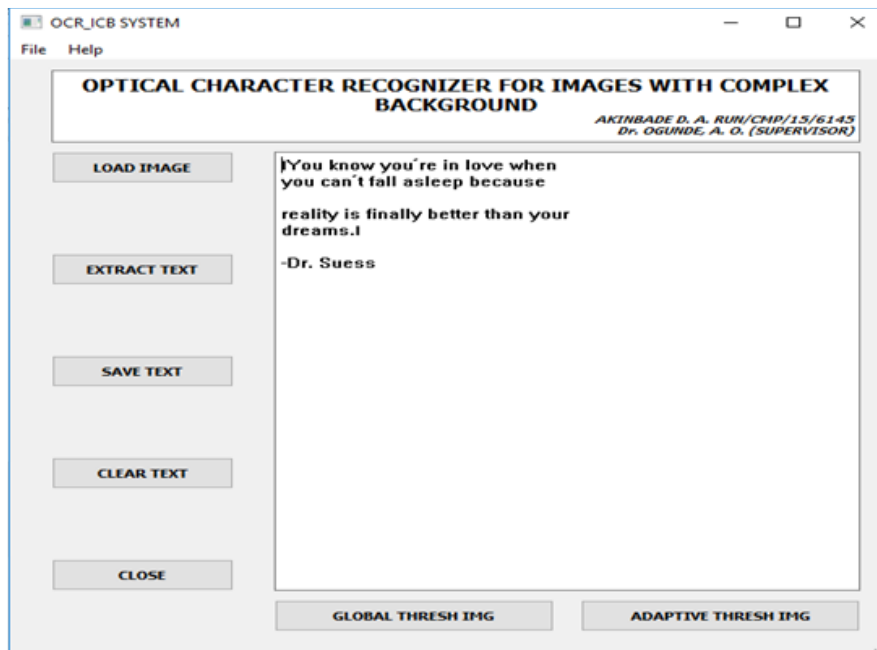 OCR_ICB SYSTEM
File Help
OPTICAL CHARACTER RECOGNIZER FOR IMAGES WITH COMPLEX
BACKGROUND
AKINBADE D. A. RUN/CMP/15/6145
Dr. OGUNDE, A. O. (SUPERVISOR)
LOAD IMAGE
EXTRACT TEXT
SAVE TEXT
CLEAR TEXT
CLOSE
IYou know you´re in love when
you can´t fall asleep because
reality is finally better than your
dreams.I
-Dr. Suess
GLOBAL THRESH IMG
ADAPTIVE THRESH IMG